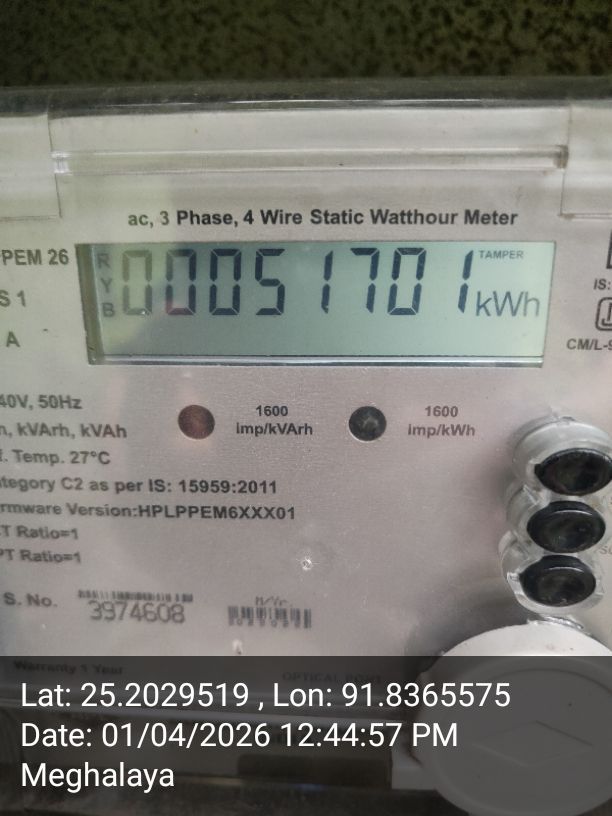 ac, 3 Phase, 4 Wire Static Watthour Meter
PEM 26
R
Y
B
00051701
kWh
TAMPER
S 1
A
IS:
CM/L-9
40V, 50Hz
n, kVArh, kVAh
f. Temp. 27°C
1600
imp/kVArh
1600
imp/kWh
ategory C2 as per IS: 15959:2011
rmware Version:HPLPPEM6XXX01
T Ratio=1
PT Ratio=1
S. No.
3974608
Warranty 1 Year
OPTICAL PORT
Lat: 25.2029519 , Lon: 91.8365575
Date: 01/04/2026 12:44:57 PM
Meghalaya